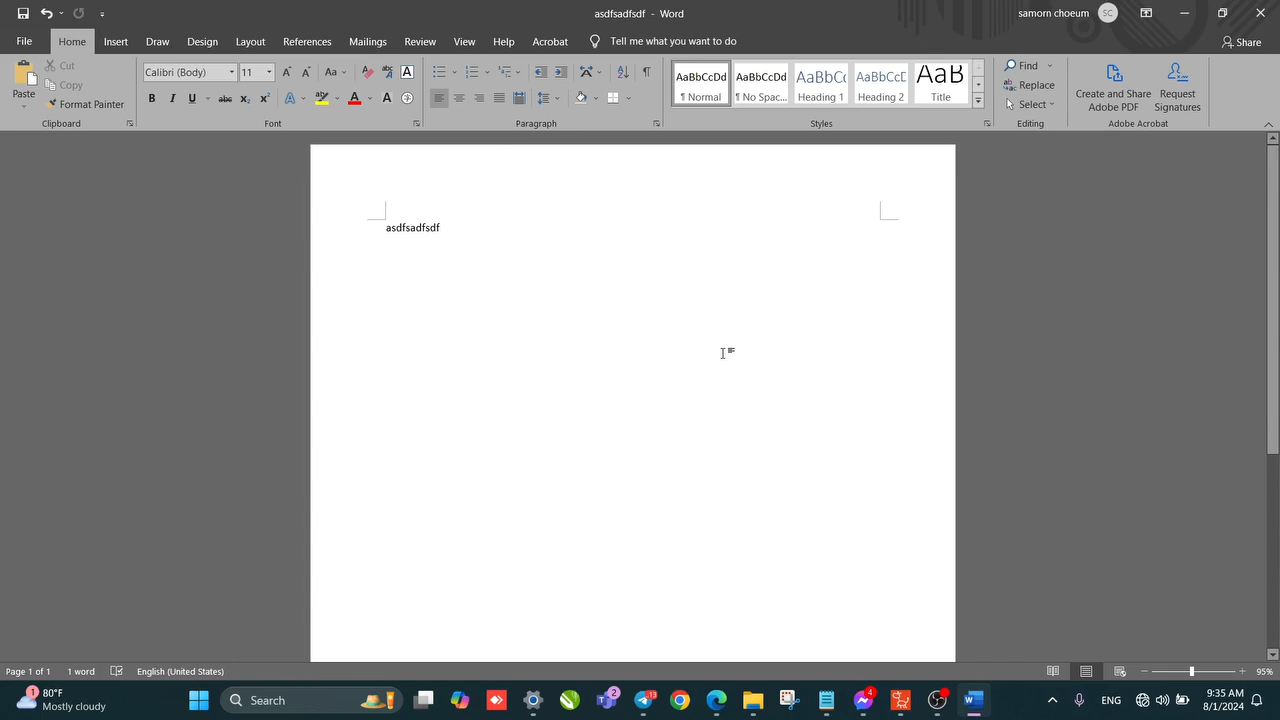 asdfsadfsdf - Word
samorn choeum SC
File Home Insert Draw Design Layout References Mailings Review View Help Acrobat Tell me what you want to do Share
Paste
Cut
Copy
Format Painter
Clipboard
Calibri (Body) 11
Font
Paragraph
AaBbCcDd
¶ Normal
AaBbCcDd
¶ No Spac...
AaBbCc
Heading 1
AaBbCcD
Heading 2
AaB
Title
Styles
Find
Replace
Select
Editing
Create and Share
Adobe PDF
Request
Signatures
Adobe Acrobat
asdfsadfsdf
Page 1 of 1 1 word English (United States) 95%
1
80°F
Mostly cloudy
Search
2
13
4
ENG
9:35 AM
8/1/2024